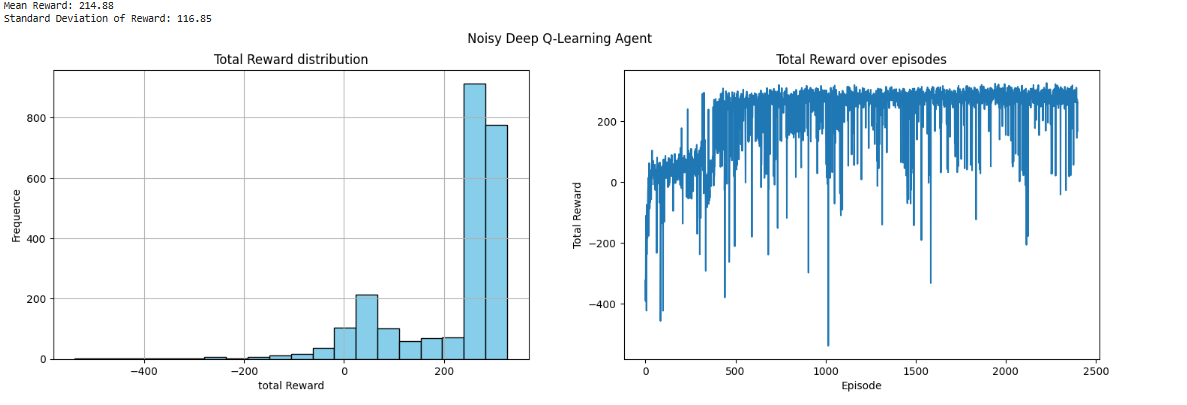 Mean Reward: 214.88
Standard Deviation of Reward: 116.85
Noisy Deep Q-Learning Agent
Total Reward distribution
Frequence
800
600
400
200
0
−400
−200
0
200
total Reward
Total Reward over episodes
Total Reward
200
0
−200
−400
0
500
1000
1500
2000
2500
Episode